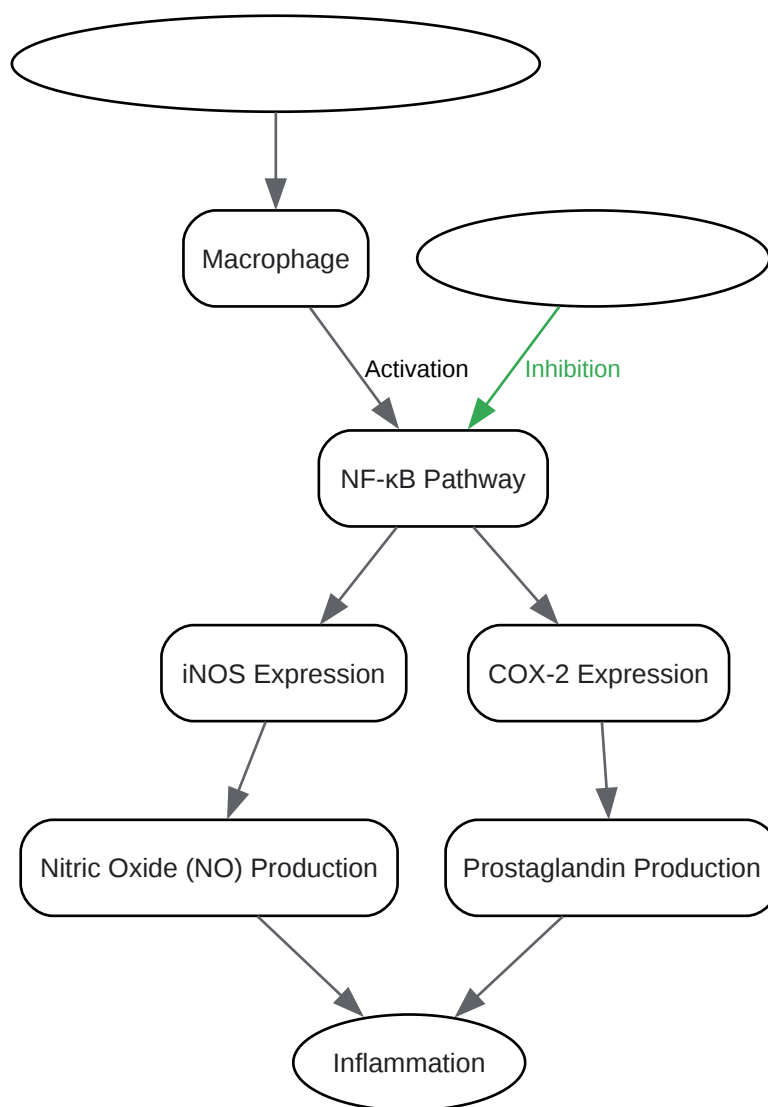 Macrophage
Activation
Inhibition
NF-κB Pathway
iNOS Expression
COX-2 Expression
Nitric Oxide (NO) Production
Prostaglandin Production
Inflammation